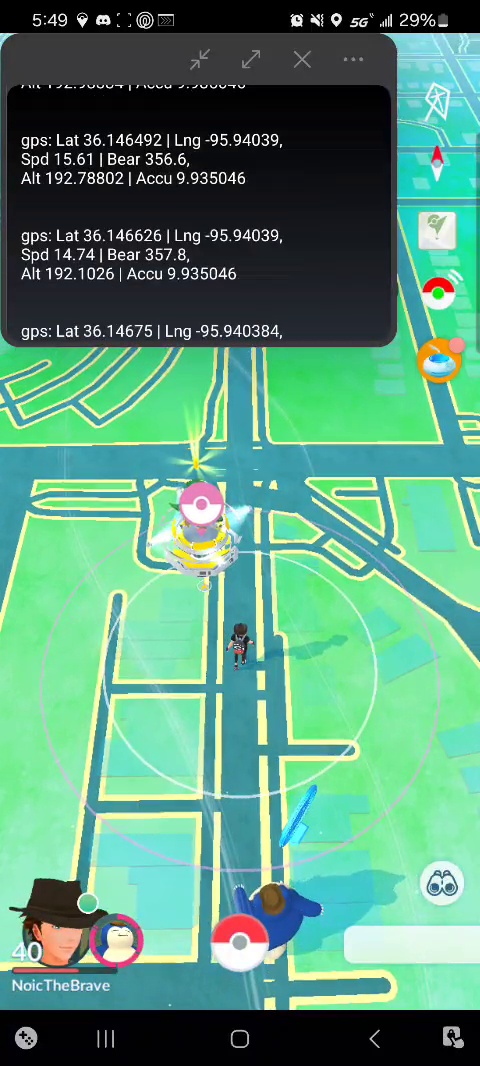 5:49
5G
29%
gps: Lat 36.146492 | Lng -95.94039,
Spd 15.61 | Bear 356.6,
Alt 192.78802 | Accu 9.935046
gps: Lat 36.146626 | Lng -95.94039,
Spd 14.74 | Bear 357.8,
Alt 192.1026 | Accu 9.935046
gps: Lat 36.14675 | Lng -95.940384,
40
NoicTheBrave